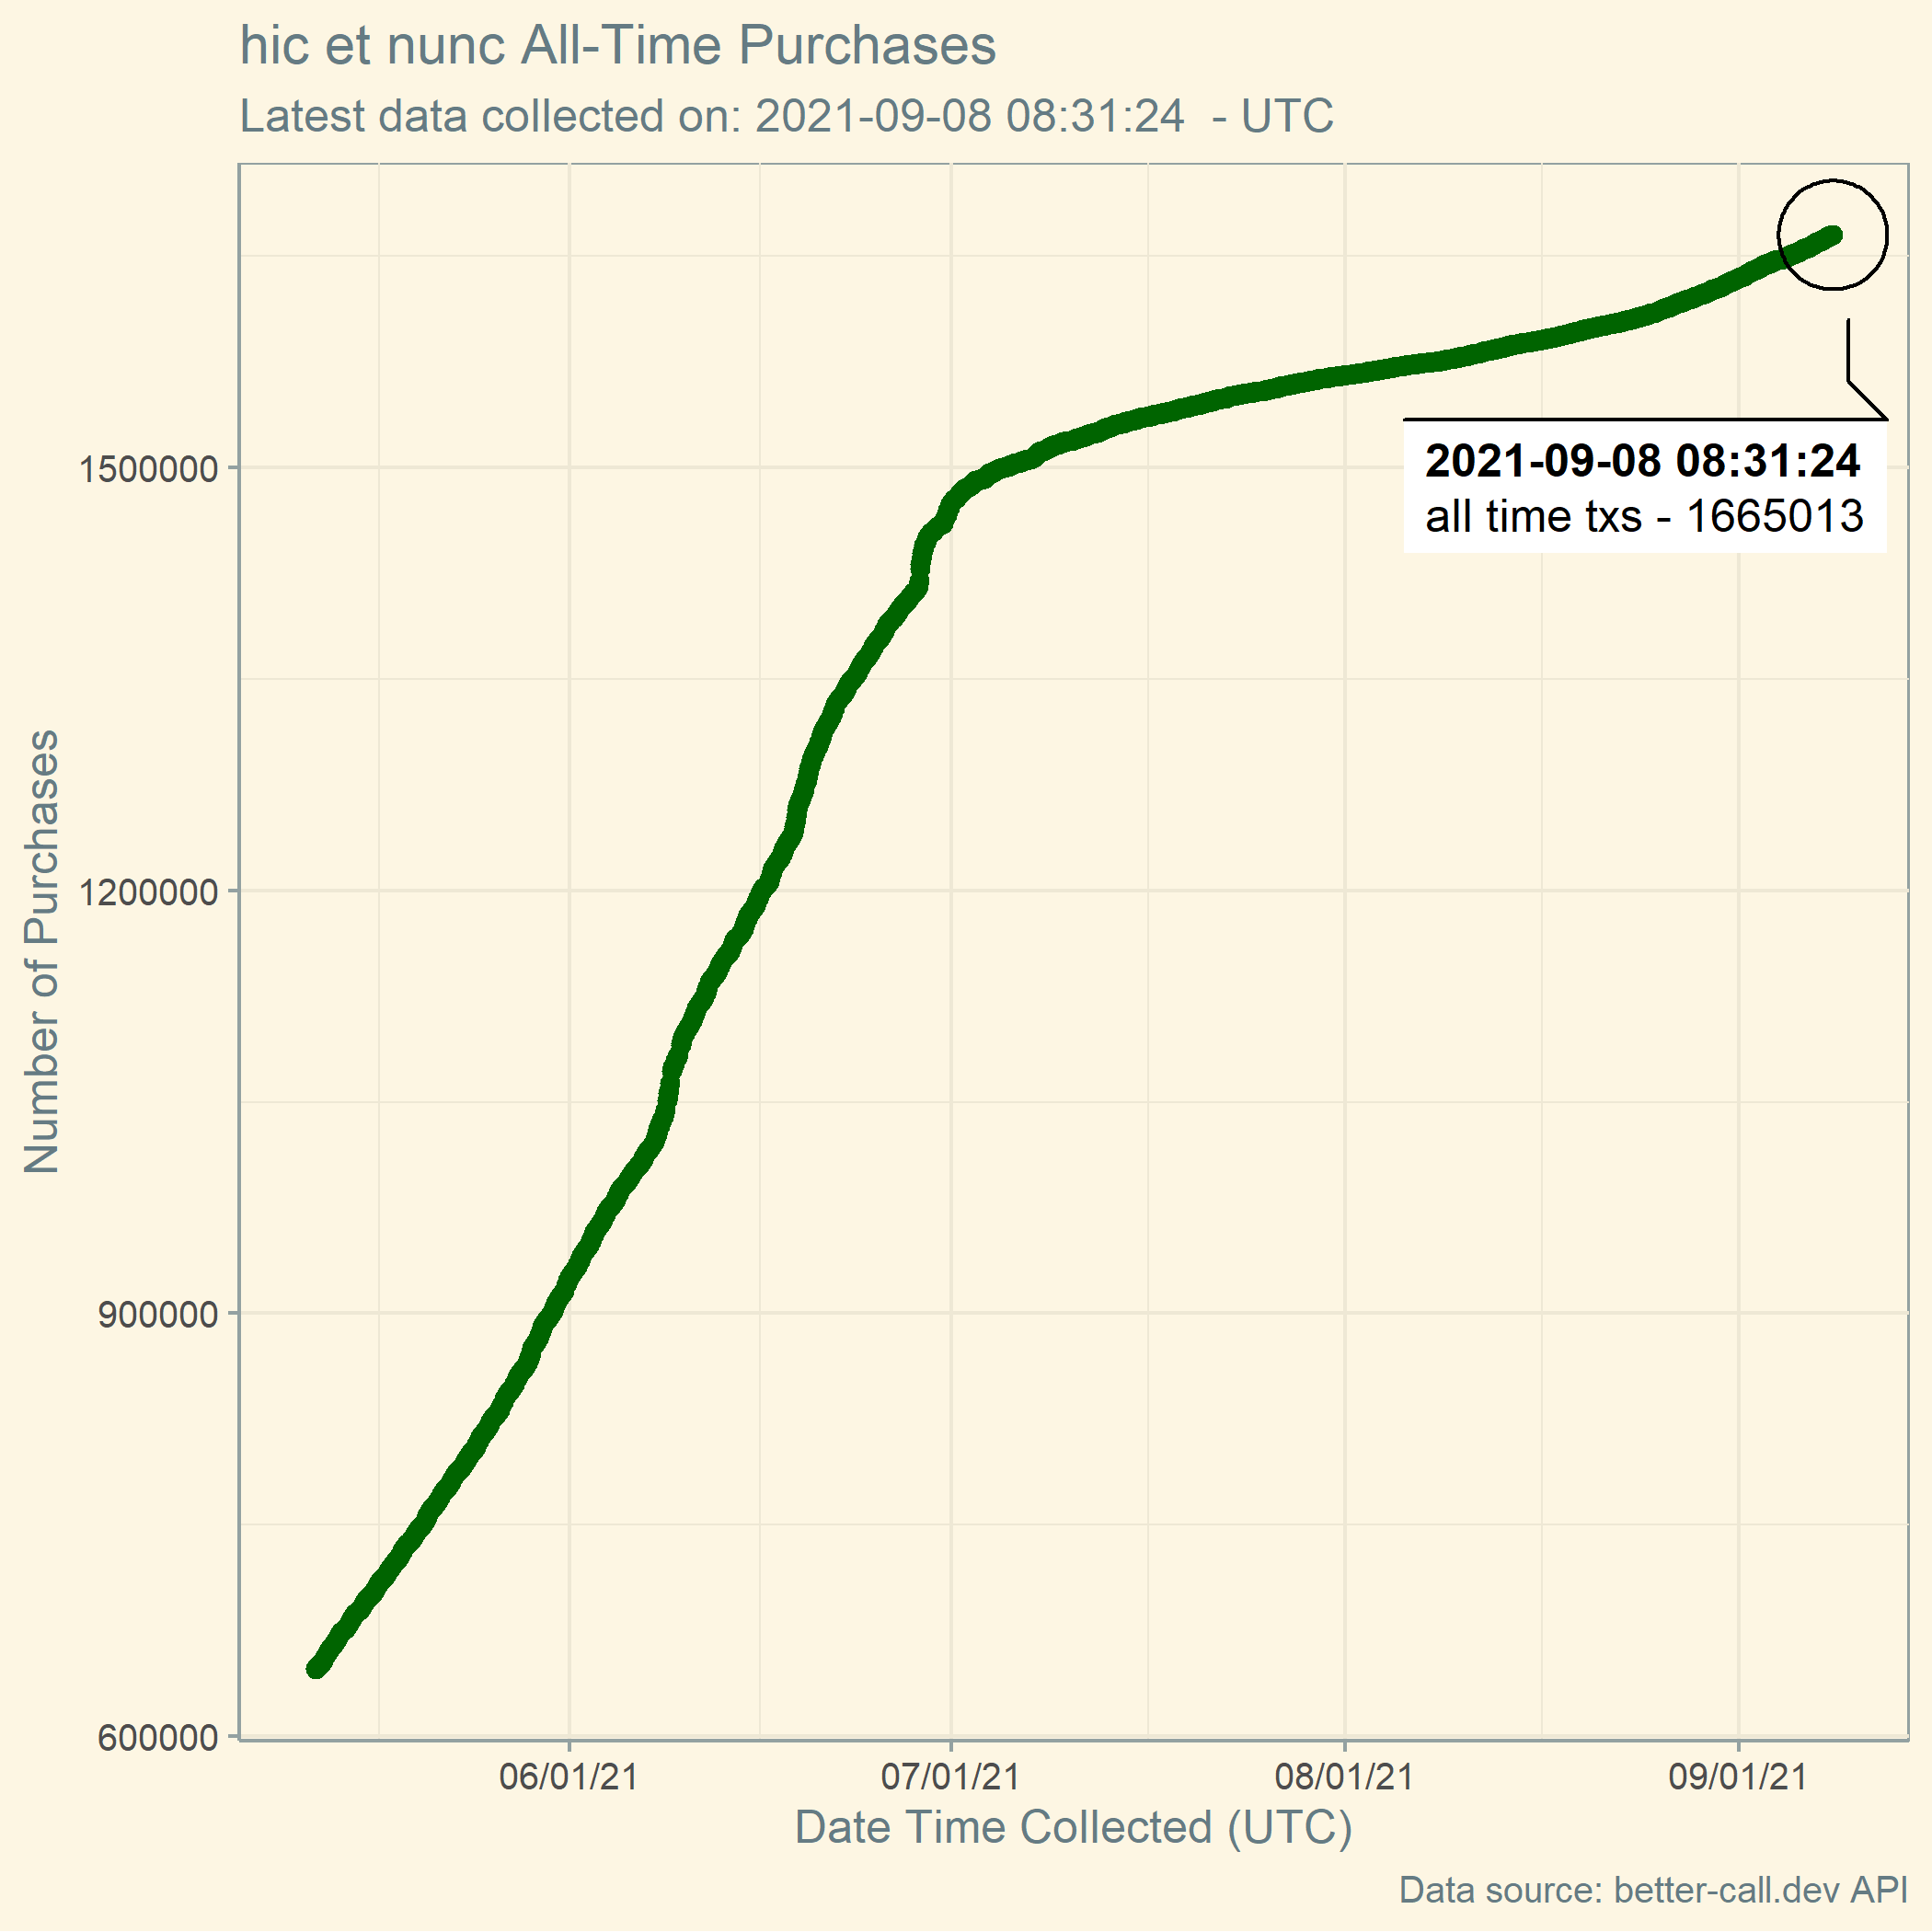 hic et nunc All-Time Purchases
Latest data collected on: 2021-09-08 08:31:24  - UTC
Number of Purchases
1500000
1200000
900000
600000
2021-09-08 08:31:24
all time txs - 1665013
06/01/21 07/01/21 08/01/21 09/01/21
Date Time Collected (UTC)
Data source: better-call.dev API